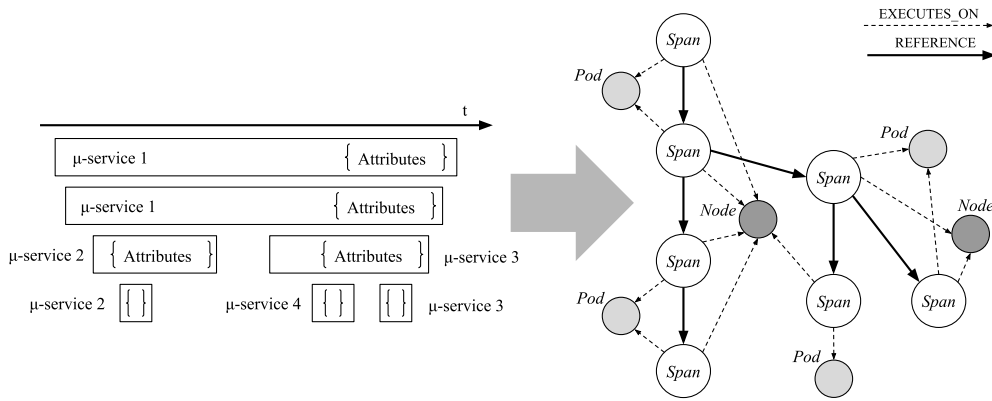 EXECUTES_ON
REFERENCE
t
μ-service 1 { Attributes }
μ-service 1 { Attributes }
μ-service 2 { Attributes } { Attributes } μ-service 3
μ-service 2 { } μ-service 4 { } { } μ-service 3
Span
Pod
Span
Pod
Span
Node
Node
Span
Pod
Span
Span
Pod
Span